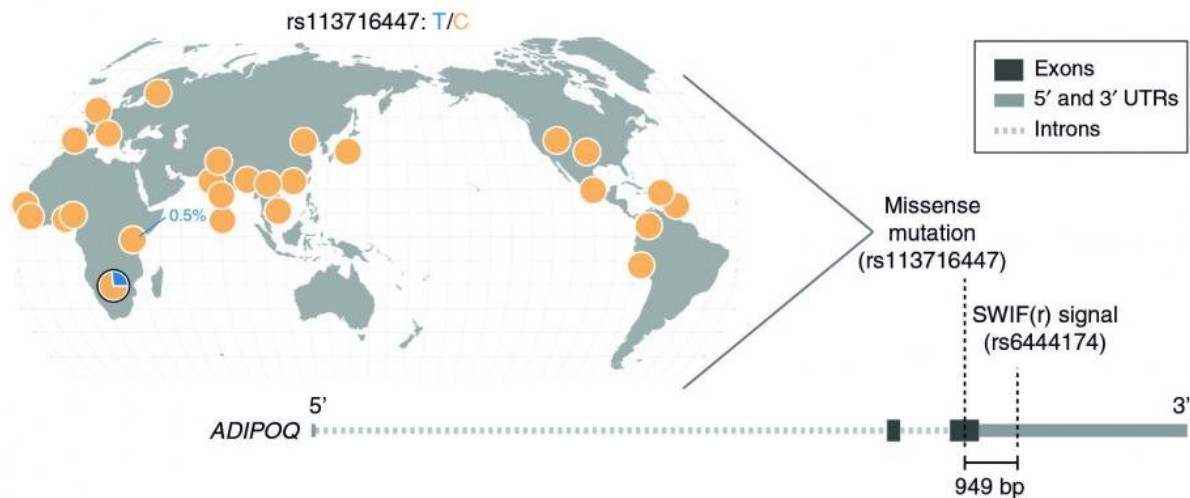 rs113716447: T/C
Exons
5′ and 3′ UTRs
Introns
0.5%
Missense
mutation
(rs113716447)
SWIF(r) signal
(rs6444174)
5’
3’
ADIPOQ
949 bp